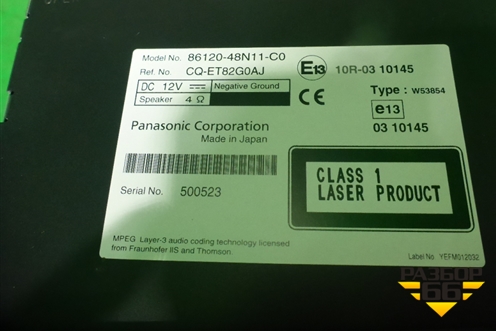 Model No. 86120-48N11-C0
Ref. No. CQ-ET82G0AJ
DC 12V Negative Ground
Speaker 4 Ω
E13 10R-03 10145
CE
Type : W53854
e13
03 10145
Panasonic Corporation
Made in Japan
Serial No. 500523
CLASS 1
LASER PRODUCT
MPEG Layer-3 audio coding technology licensed
from Fraunhofer IIS and Thomson.
Label No. YEFM012032
РАЗБОР
66